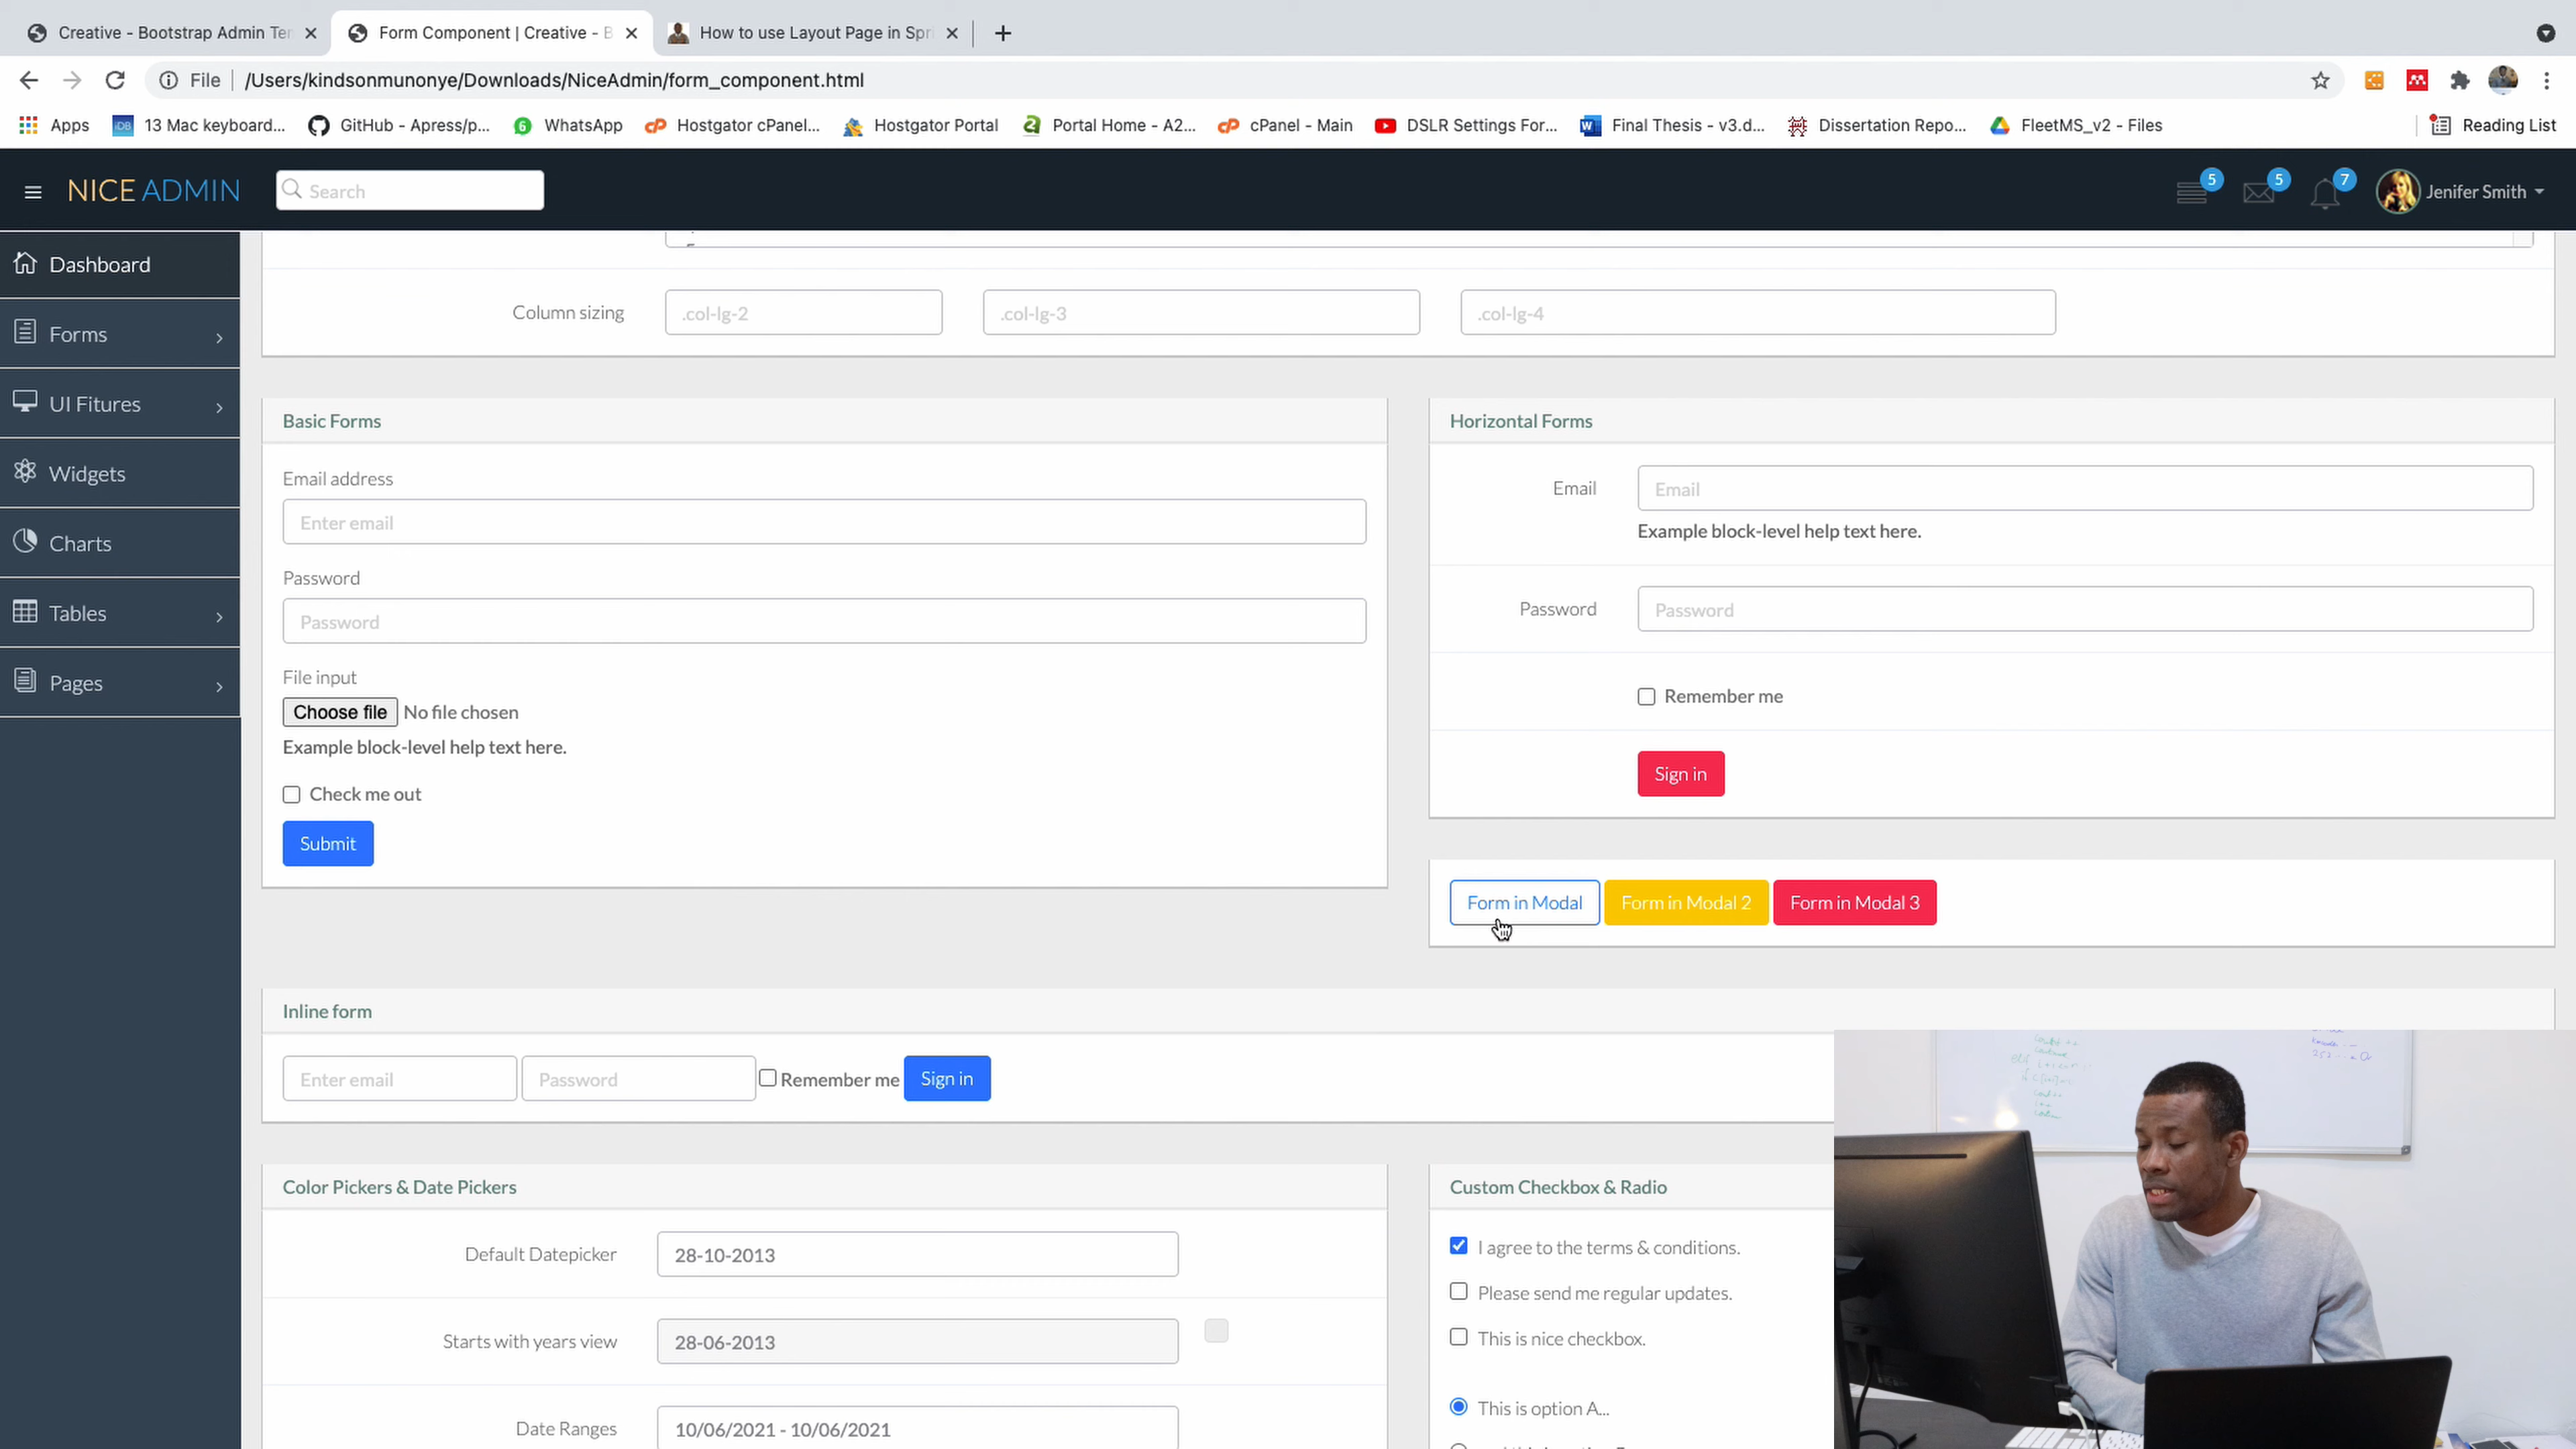 Creative - Bootstrap Admin Ter
Form Component | Creative - B
How to use Layout Page in Spri
File
/Users/kindsonmunonye/Downloads/NiceAdmin/form_component.html
Apps
13 Mac keyboard...
GitHub - Apress/p...
WhatsApp
Hostgator cPanel...
Hostgator Portal
Portal Home - A2...
cPanel - Main
DSLR Settings For...
Final Thesis - v3.d...
Dissertation Repo...
FleetMS_v2 - Files
Reading List
NICE ADMIN
Search
5
5
7
Jenifer Smith
Dashboard
Forms
UI Fitures
Widgets
Charts
Tables
Pages
Column sizing
.col-lg-2
.col-lg-3
.col-lg-4
Basic Forms
Email address
Enter email
Password
Password
File input
Choose file No file chosen
Example block-level help text here.
Check me out
Submit
Horizontal Forms
Email
Email
Example block-level help text here.
Password
Password
Remember me
Sign in
Form in Modal
Form in Modal 2
Form in Modal 3
Inline form
Enter email
Password
Remember me
Sign in
Color Pickers & Date Pickers
Default Datepicker
28-10-2013
Starts with years view
28-06-2013
Date Ranges
10/06/2021 - 10/06/2021
Custom Checkbox & Radio
I agree to the terms & conditions.
Please send me regular updates.
This is nice checkbox.
This is option A...